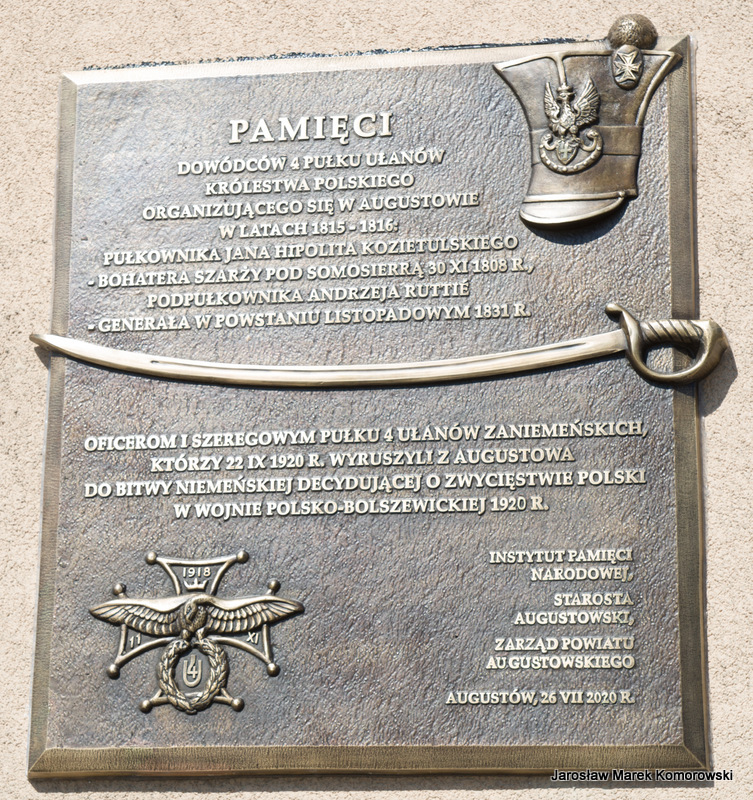 PAMIĘCI
DOWÓDCÓW 4 PUŁKU UŁANÓW
KRÓLESTWA POLSKIEGO
ORGANIZUJĄCEGO SIĘ W AUGUSTOWIE
W LATACH 1815 - 1816:
PUŁKOWNIKA JANA HIPOLITA KOZIETULSKIEGO
- BOHATERA SZARŻY POD SOMOSIERRĄ 30 XI 1808 R.,
PODPUŁKOWNIKA ANDRZEJA RUTTIÉ
- GENERAŁA W POWSTANIU LISTOPADOWYM 1831 R.
OFICEROM I SZEREGOWYM PUŁKU 4 UŁANÓW ZANIEMEŃSKICH,
KTÓRZY 22 IX 1920 R. WYRUSZYLI Z AUGUSTOWA
DO BITWY NIEMEŃSKIEJ DECYDUJĄCEJ O ZWYCIĘSTWIE POLSKI
W WOJNIE POLSKO-BOLSZEWICKIEJ 1920 R.
1918
11 XI
4U
INSTYTUT PAMIĘCI
NARODOWEJ,
STAROSTA
AUGUSTOWSKI,
ZARZĄD POWIATU
AUGUSTOWSKIEGO
AUGUSTÓW, 26 VII 2020 R.
Jarosław Marek Komorowski